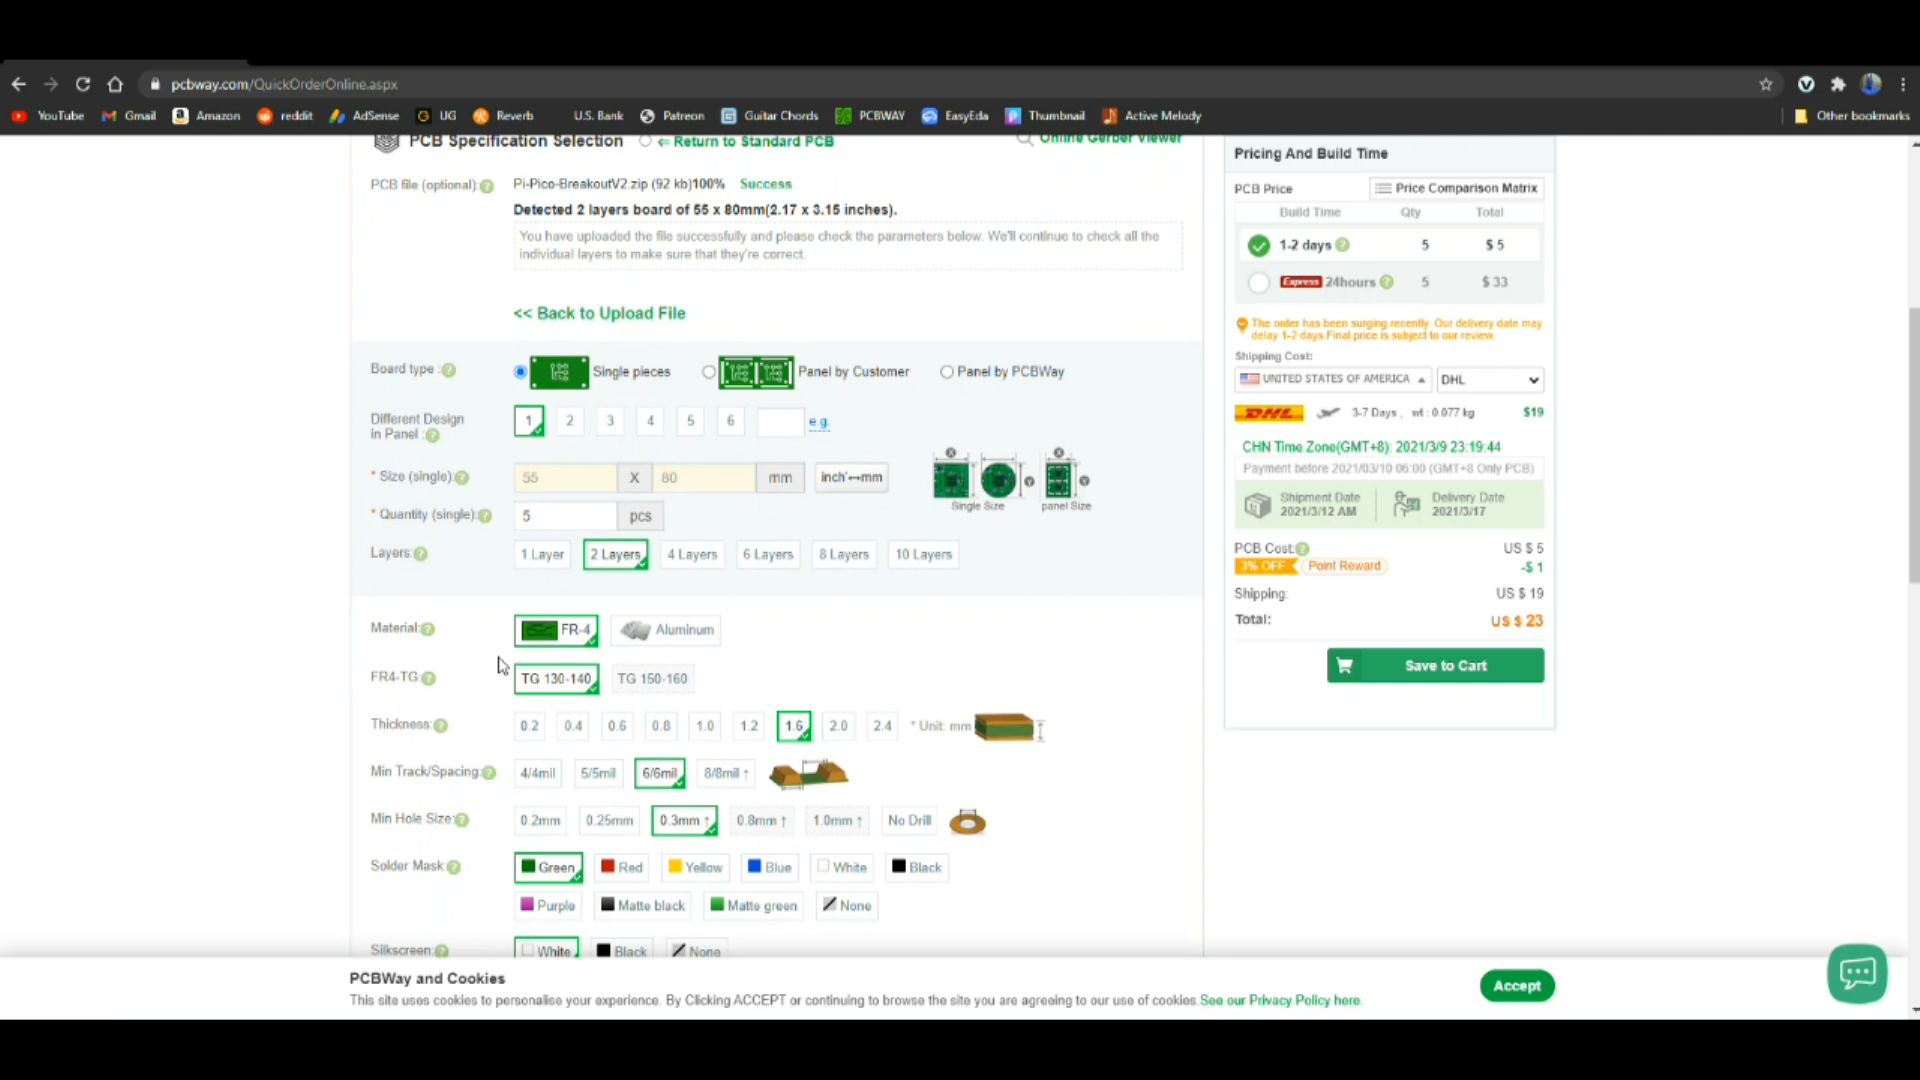 pcbway.com/QuickOrderOnline.aspx
YouTube Gmail Amazon reddit AdSense UG Reverb U.S. Bank Patreon Guitar Chords PCBWAY EasyEda Thumbnail Active Melody Other bookmarks
PCB Specification Selection ⇐ Return to Standard PCB Online Gerber Viewer
PCB file (optional): Pi-Pico-BreakoutV2.zip (92 kb)100% Success
Detected 2 layers board of 55 x 80mm(2.17 x 3.15 inches).
You have uploaded the file successfully and please check the parameters below. We'll continue to check all the
individual layers to make sure that they're correct.
<< Back to Upload File
Board type : Single pieces Panel by Customer Panel by PCBWay
Different Design
in Panel : 1 2 3 4 5 6 e.g.
* Size (single): 55 X 80 mm inch↔mm
Single Size panel Size
* Quantity (single): 5 pcs
Layers: 1 Layer 2 Layers 4 Layers 6 Layers 8 Layers 10 Layers
Material: FR-4 Aluminum
FR4-TG: TG 130-140 TG 150-160
Thickness: 0.2 0.4 0.6 0.8 1.0 1.2 1.6 2.0 2.4 * Unit: mm
Min Track/Spacing: 4/4mil 5/5mil 6/6mil 8/8mil ↑
Min Hole Size: 0.2mm 0.25mm 0.3mm ↑ 0.8mm ↑ 1.0mm ↑ No Drill
Solder Mask: Green Red Yellow Blue White Black
Purple Matte black Matte green None
Silkscreen: White Black None
Pricing And Build Time
PCB Price Price Comparison Matrix
Build Time Qty Total
1-2 days 5 $ 5
Express 24hours 5 $ 33
The order has been surging recently. Our delivery date may
delay 1-2 days.Final price is subject to our review.
Shipping Cost:
UNITED STATES OF AMERICA DHL
DHL 3-7 Days , wt : 0.077 kg $19
CHN Time Zone(GMT+8): 2021/3/9 23:19:44
Payment before 2021/03/10 06:00 (GMT+8 Only PCB)
Shipment Date Delivery Date
2021/3/12 AM 2021/3/17
PCB Cost: US $ 5
3% OFF Point Reward -$ 1
Shipping: US $ 19
Total: US $ 23
Save to Cart
PCBWay and Cookies
This site uses cookies to personalise your experience. By Clicking ACCEPT or continuing to browse the site you are agreeing to our use of cookies. See our Privacy Policy here.
Accept